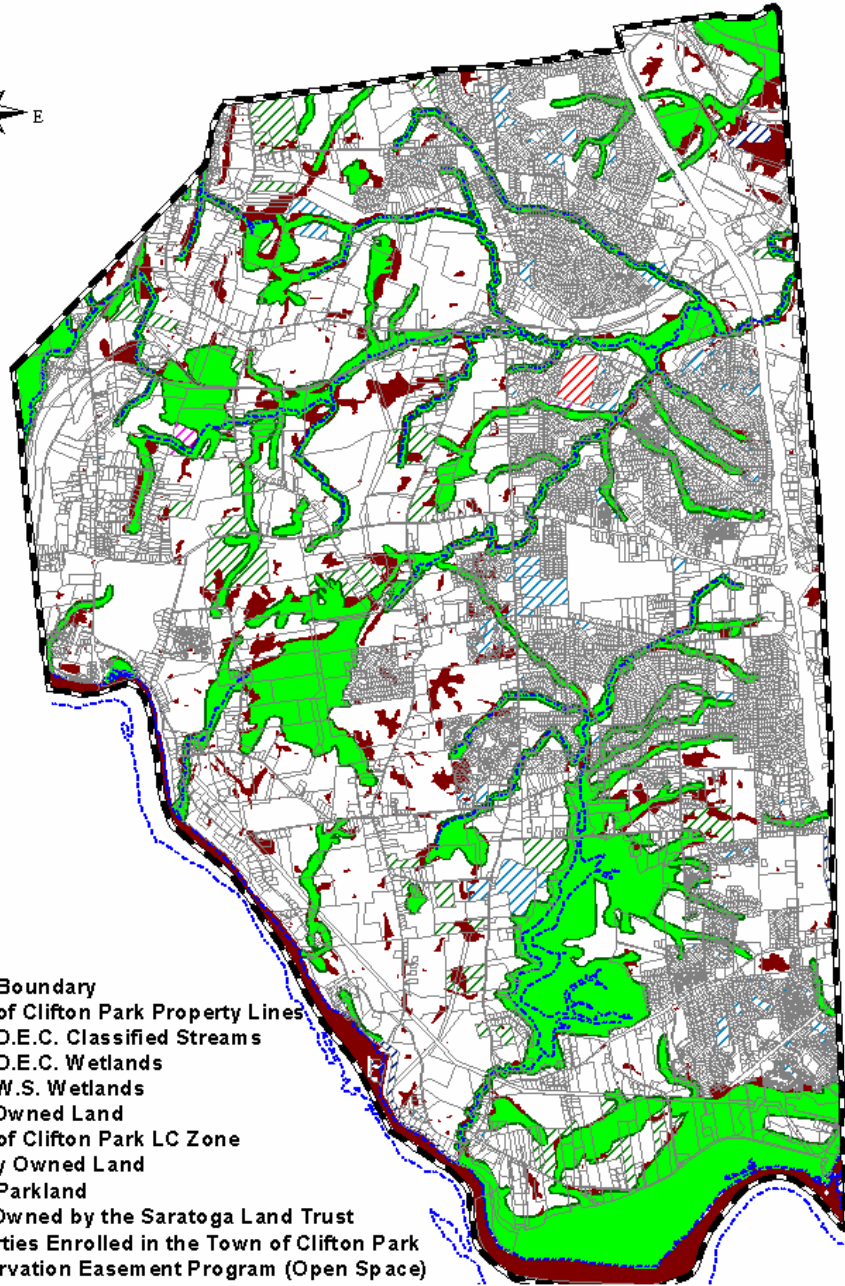 E
Boundary
of Clifton Park Property Lines
D.E.C. Classified Streams
D.E.C. Wetlands
W.S. Wetlands
Owned Land
of Clifton Park LC Zone
y Owned Land
Parkland
Owned by the Saratoga Land Trust
rties Enrolled in the Town of Clifton Park
rvation Easement Program (Open Space)